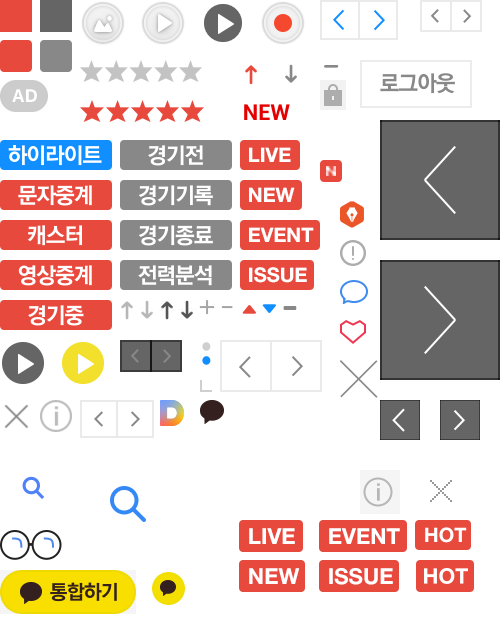 AD
로그아웃
NEW
하이라이트 경기전 LIVE
N
문자중계 경기기록 NEW
캐스터 경기종료 EVENT
영상중계 전력분석 ISSUE
경기중
LIVE EVENT HOT
NEW ISSUE HOT
통합하기